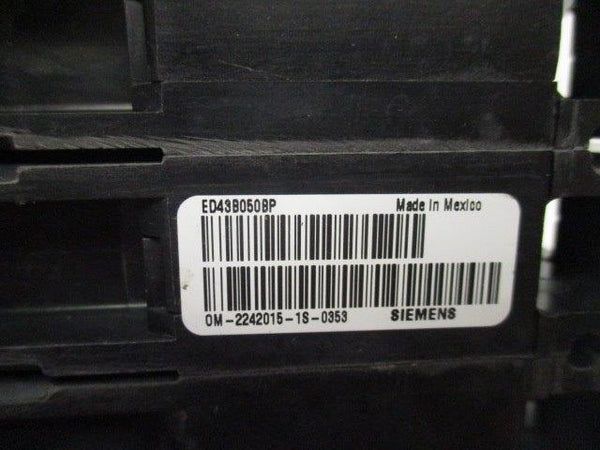 ED43B050BP Made in Mexico
OM-2242015-1S-0353 SIEMENS